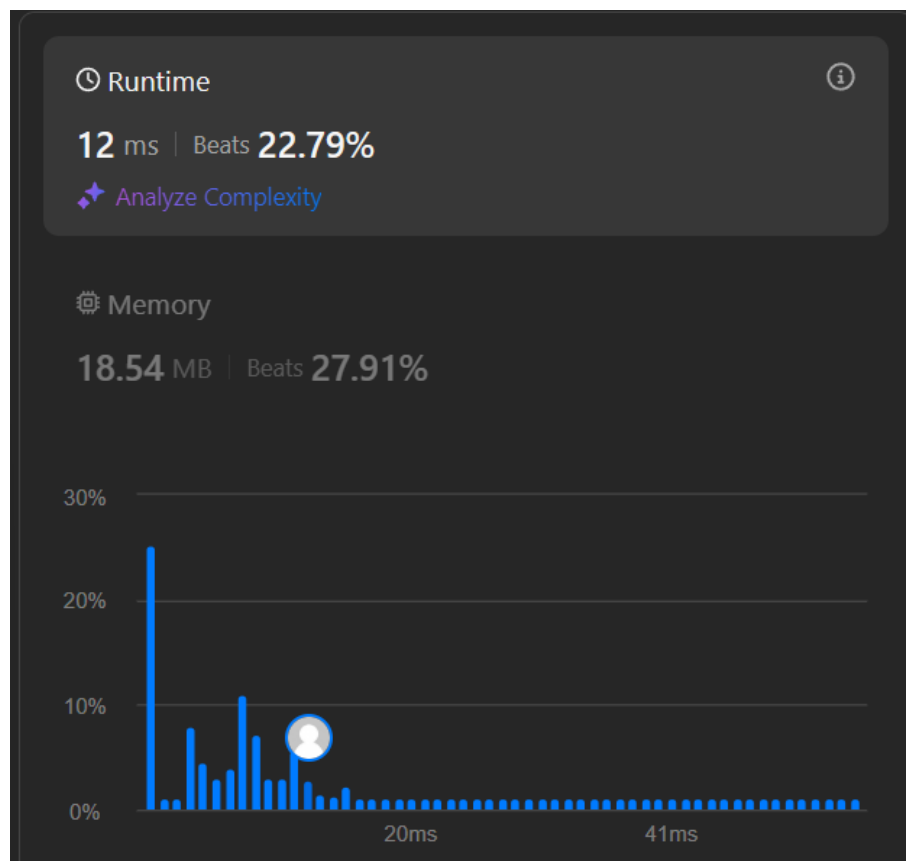 Runtime
12 ms | Beats 22.79%
Analyze Complexity
Memory
18.54 MB | Beats 27.91%
30%
20%
10%
0%
20ms 41ms